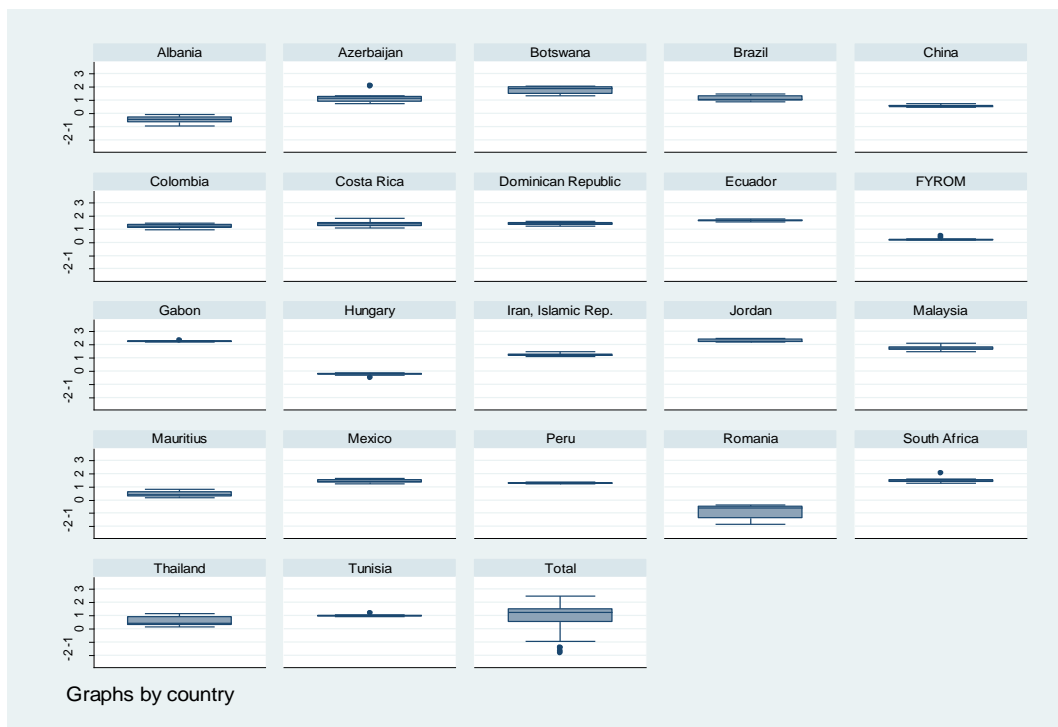 Albania Azerbaijan Botswana Brazil China
-2 -1 0 1 2 3
Colombia Costa Rica Dominican Republic Ecuador FYROM
-2 -1 0 1 2 3
Gabon Hungary Iran, Islamic Rep. Jordan Malaysia
-2 -1 0 1 2 3
Mauritius Mexico Peru Romania South Africa
-2 -1 0 1 2 3
Thailand Tunisia Total
-2 -1 0 1 2 3
Graphs by country